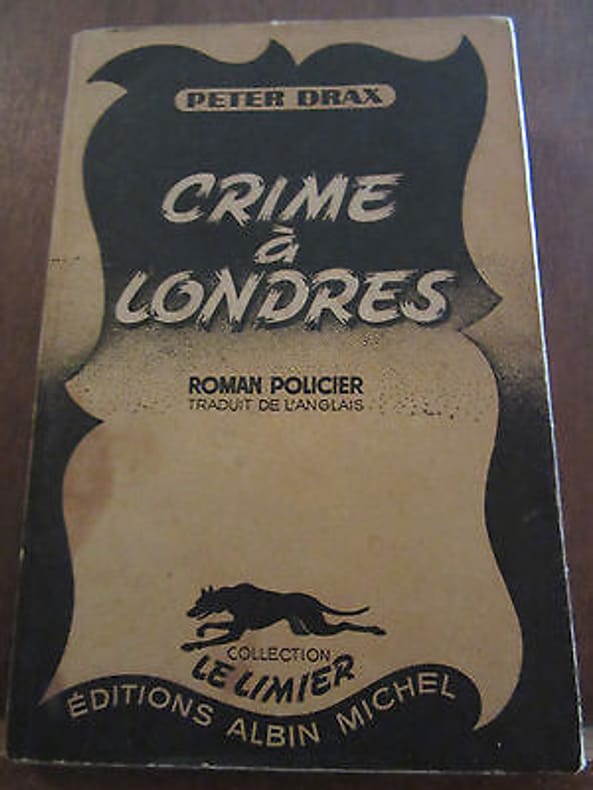 PETER DRAX
CRIME
à
LONDRES
ROMAN POLICIER
TRADUIT DE L'ANGLAIS
COLLECTION
LE LIMIER
ÉDITIONS ALBIN MICHEL